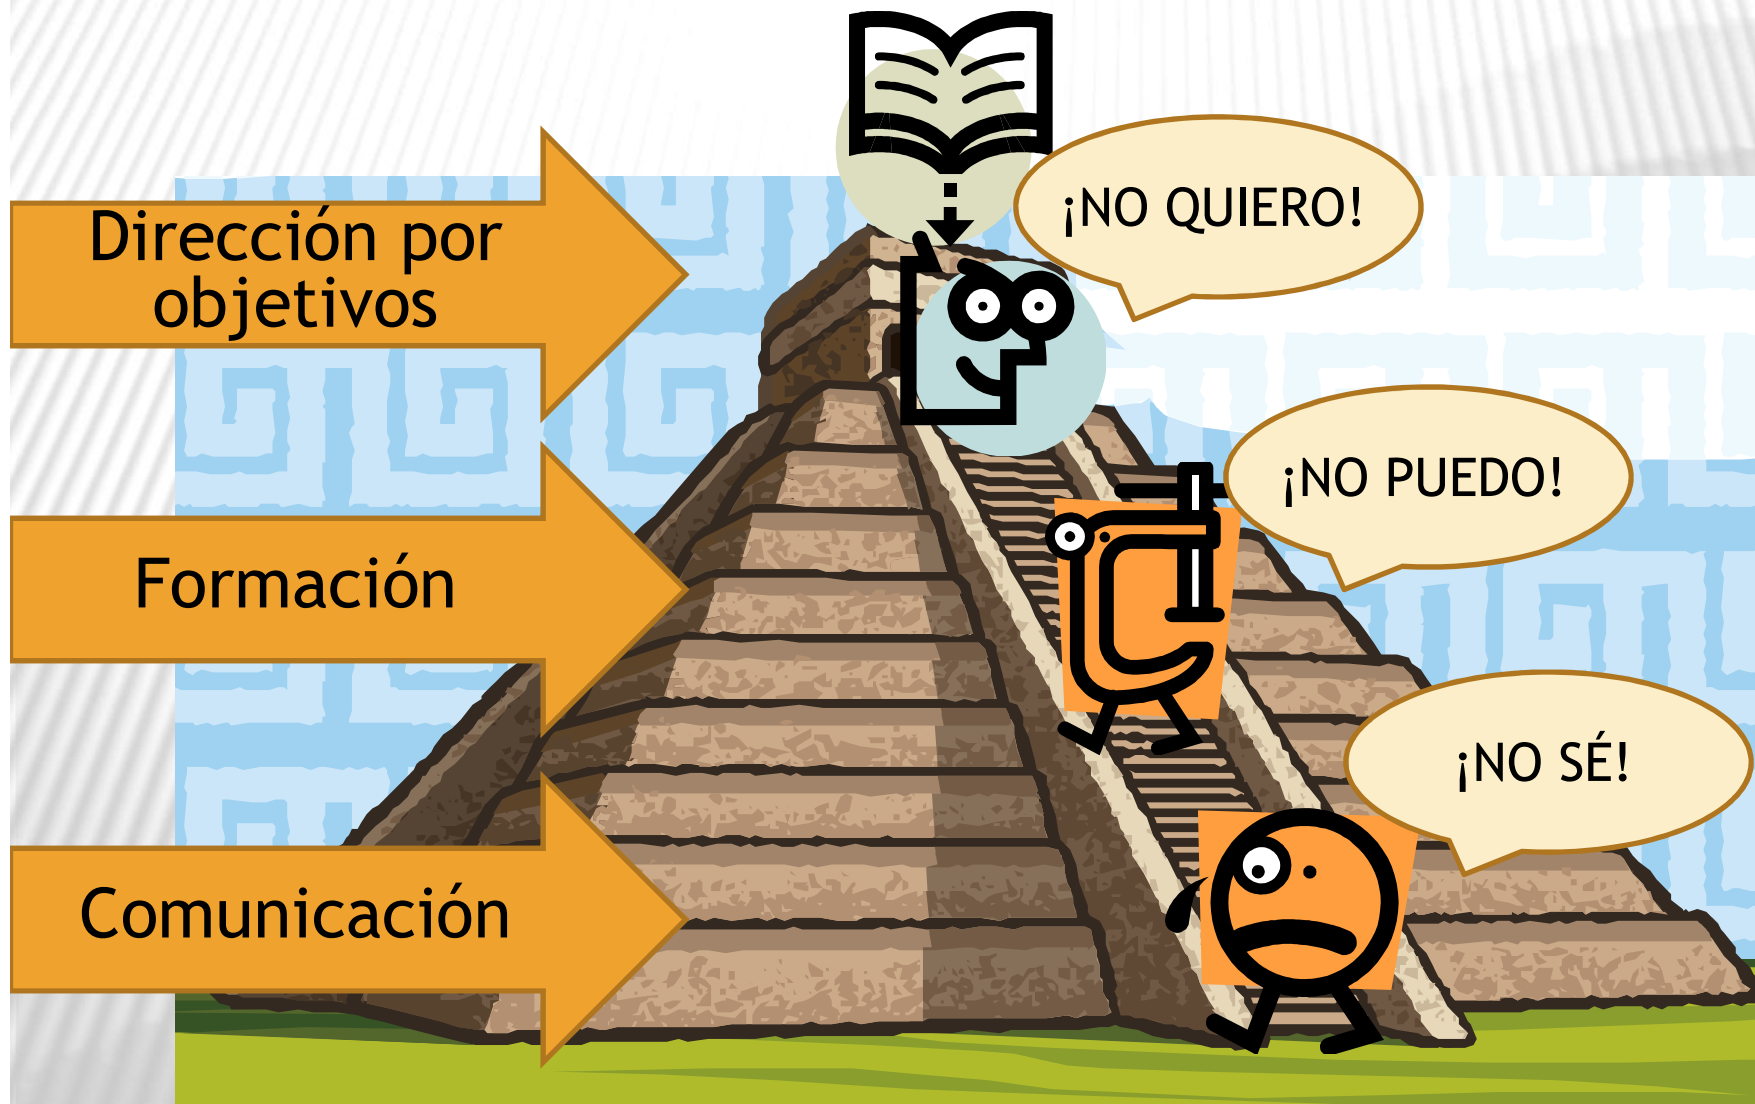 Dirección por
objetivos
¡NO QUIERO!
Formación
¡NO PUEDO!
Comunicación
¡NO SÉ!